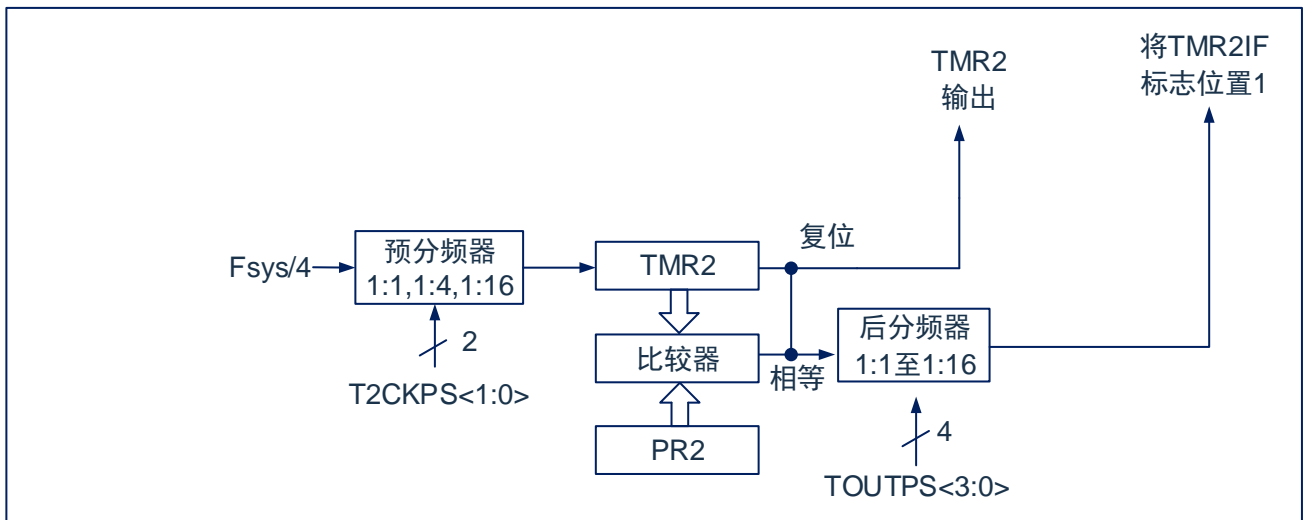 TMR2
输出
将TMR2IF
标志位置1
Fsys/4
预分频器
1:1,1:4,1:16
TMR2
复位
2
T2CKPS<1:0>
比较器
相等
后分频器
1:1至1:16
PR2
4
TOUTPS<3:0>